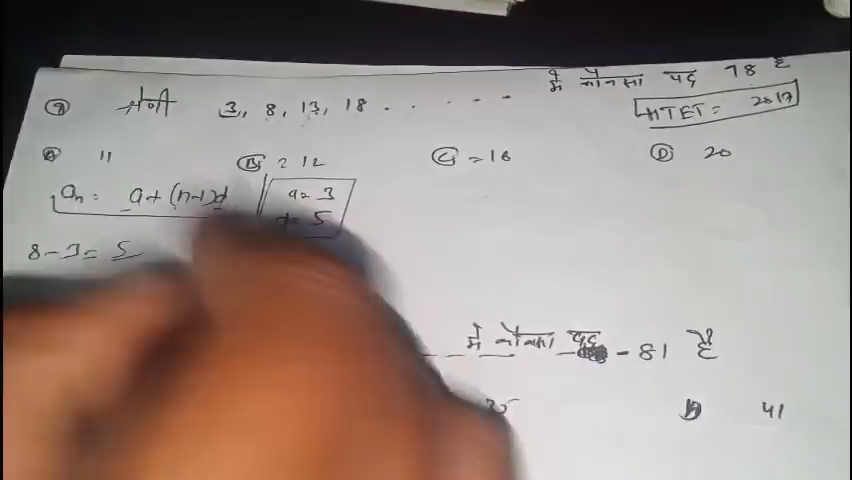 Q श्रेणी 3, 8, 13, 18 . . . . . . . में कौनसा पद 78 है
HTET = 2017
A 11 B = 12 C = 16 D 20
an = a + (n-1)d a = 3
d = 5
8 - 3 = 5
में कौनसा पद - 81 है
41